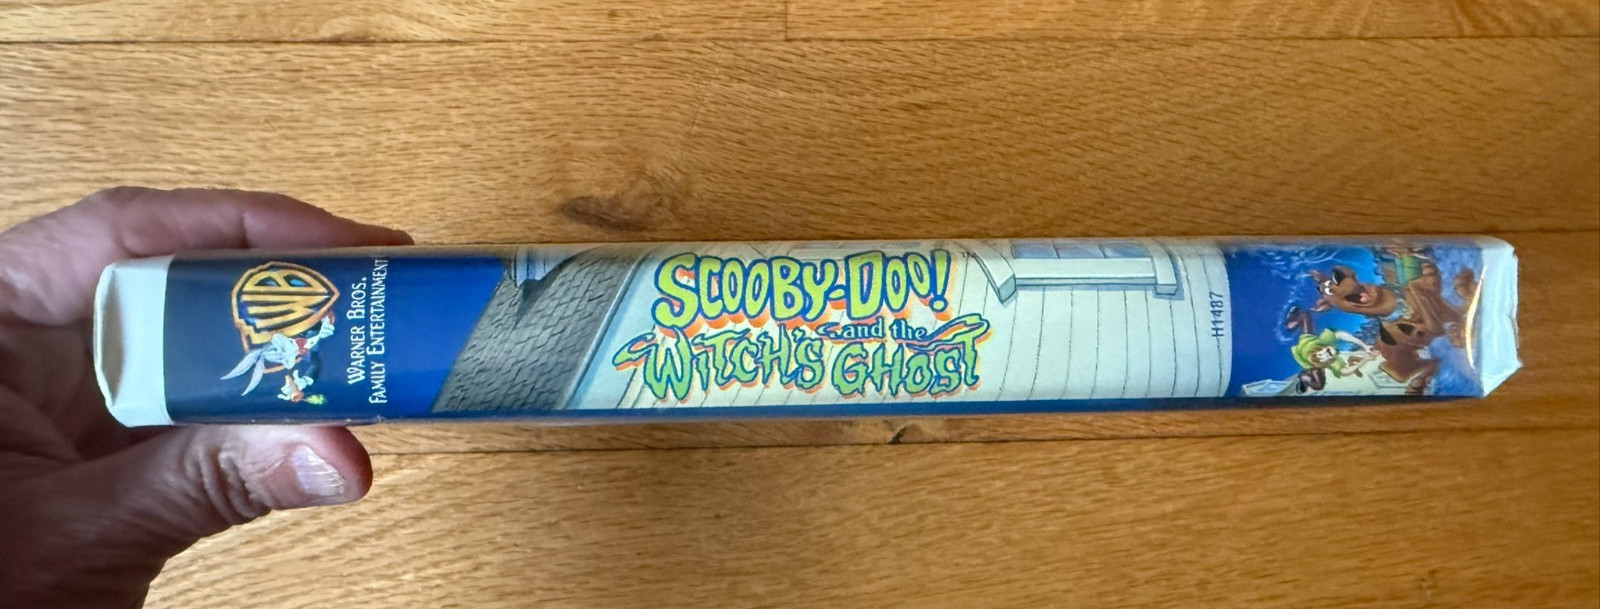 WB
WARNER BROS.
FAMILY ENTERTAINMENT
SCOOBY-DOO!
and the
WITCH'S GHOST
H1487